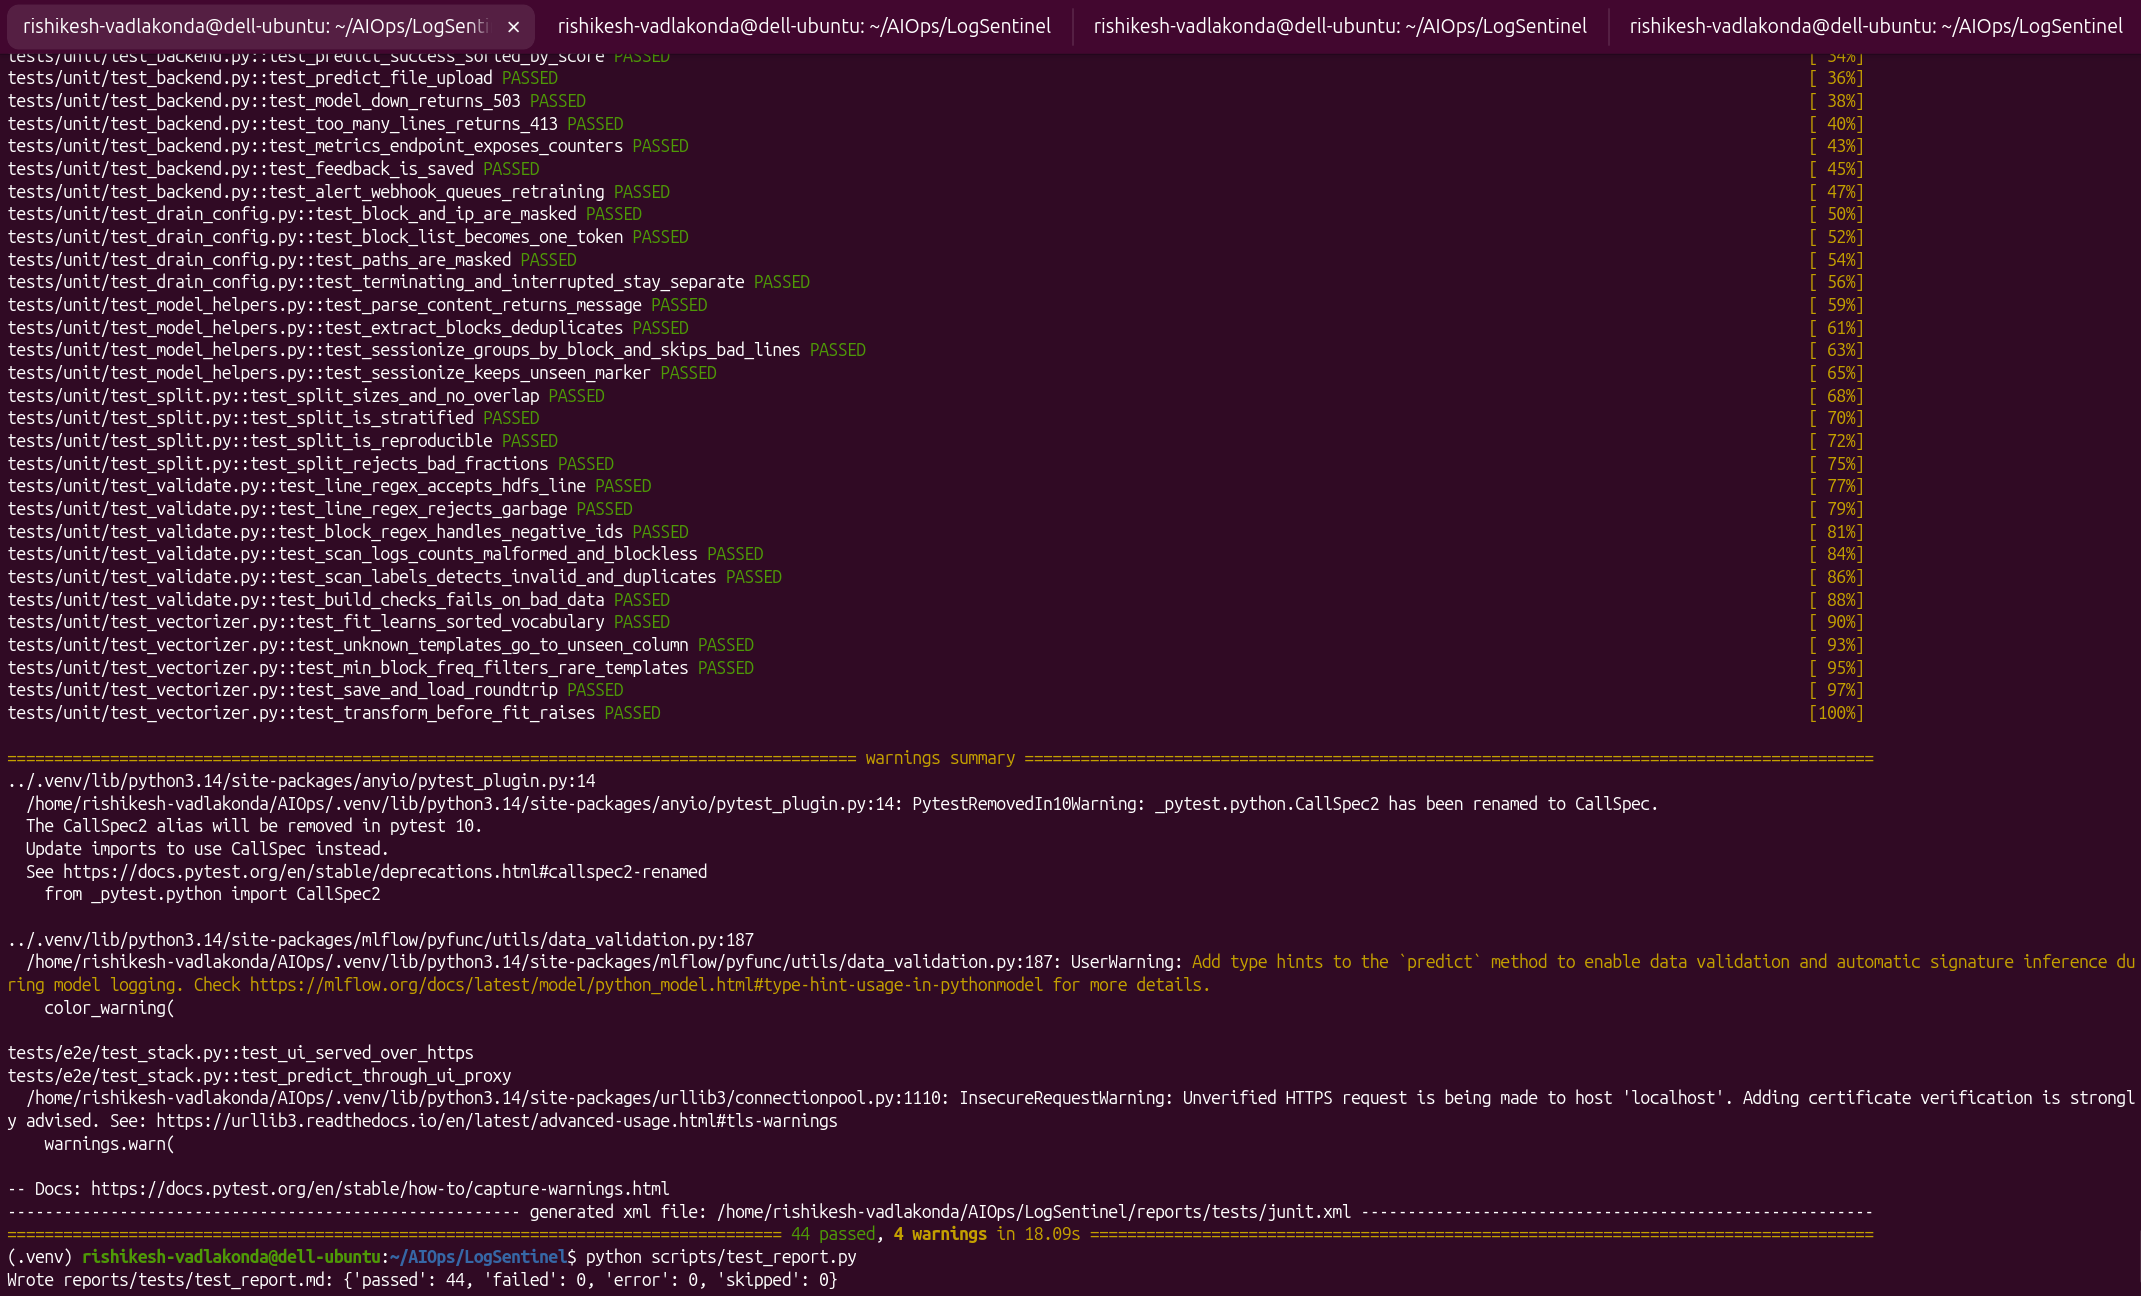 rishikesh-vadlakonda@dell-ubuntu: ~/AIOps/LogSenti × rishikesh-vadlakonda@dell-ubuntu: ~/AIOps/LogSentinel rishikesh-vadlakonda@dell-ubuntu: ~/AIOps/LogSentinel rishikesh-vadlakonda@dell-ubuntu: ~/AIOps/LogSentinel
tests/unit/test_backend.py::test_predict_success_sorted_by_score PASSED [ 34%]
tests/unit/test_backend.py::test_predict_file_upload PASSED [ 36%]
tests/unit/test_backend.py::test_model_down_returns_503 PASSED [ 38%]
tests/unit/test_backend.py::test_too_many_lines_returns_413 PASSED [ 40%]
tests/unit/test_backend.py::test_metrics_endpoint_exposes_counters PASSED [ 43%]
tests/unit/test_backend.py::test_feedback_is_saved PASSED [ 45%]
tests/unit/test_backend.py::test_alert_webhook_queues_retraining PASSED [ 47%]
tests/unit/test_drain_config.py::test_block_and_ip_are_masked PASSED [ 50%]
tests/unit/test_drain_config.py::test_block_list_becomes_one_token PASSED [ 52%]
tests/unit/test_drain_config.py::test_paths_are_masked PASSED [ 54%]
tests/unit/test_drain_config.py::test_terminating_and_interrupted_stay_separate PASSED [ 56%]
tests/unit/test_model_helpers.py::test_parse_content_returns_message PASSED [ 59%]
tests/unit/test_model_helpers.py::test_extract_blocks_deduplicates PASSED [ 61%]
tests/unit/test_model_helpers.py::test_sessionize_groups_by_block_and_skips_bad_lines PASSED [ 63%]
tests/unit/test_model_helpers.py::test_sessionize_keeps_unseen_marker PASSED [ 65%]
tests/unit/test_split.py::test_split_sizes_and_no_overlap PASSED [ 68%]
tests/unit/test_split.py::test_split_is_stratified PASSED [ 70%]
tests/unit/test_split.py::test_split_is_reproducible PASSED [ 72%]
tests/unit/test_split.py::test_split_rejects_bad_fractions PASSED [ 75%]
tests/unit/test_validate.py::test_line_regex_accepts_hdfs_line PASSED [ 77%]
tests/unit/test_validate.py::test_line_regex_rejects_garbage PASSED [ 79%]
tests/unit/test_validate.py::test_block_regex_handles_negative_ids PASSED [ 81%]
tests/unit/test_validate.py::test_scan_logs_counts_malformed_and_blockless PASSED [ 84%]
tests/unit/test_validate.py::test_scan_labels_detects_invalid_and_duplicates PASSED [ 86%]
tests/unit/test_validate.py::test_build_checks_fails_on_bad_data PASSED [ 88%]
tests/unit/test_vectorizer.py::test_fit_learns_sorted_vocabulary PASSED [ 90%]
tests/unit/test_vectorizer.py::test_unknown_templates_go_to_unseen_column PASSED [ 93%]
tests/unit/test_vectorizer.py::test_min_block_freq_filters_rare_templates PASSED [ 95%]
tests/unit/test_vectorizer.py::test_save_and_load_roundtrip PASSED [ 97%]
tests/unit/test_vectorizer.py::test_transform_before_fit_raises PASSED [100%]
=========================================================================================== warnings summary ===========================================================================================
../.venv/lib/python3.14/site-packages/anyio/pytest_plugin.py:14
/home/rishikesh-vadlakonda/AIOps/.venv/lib/python3.14/site-packages/anyio/pytest_plugin.py:14: PytestRemovedIn10Warning: _pytest.python.CallSpec2 has been renamed to CallSpec.
The CallSpec2 alias will be removed in pytest 10.
Update imports to use CallSpec instead.
See https://docs.pytest.org/en/stable/deprecations.html#callspec2-renamed
from _pytest.python import CallSpec2
../.venv/lib/python3.14/site-packages/mlflow/pyfunc/utils/data_validation.py:187
/home/rishikesh-vadlakonda/AIOps/.venv/lib/python3.14/site-packages/mlflow/pyfunc/utils/data_validation.py:187: UserWarning: Add type hints to the `predict` method to enable data validation and automatic signature inference du
ring model logging. Check https://mlflow.org/docs/latest/model/python_model.html#type-hint-usage-in-pythonmodel for more details.
color_warning(
tests/e2e/test_stack.py::test_ui_served_over_https
tests/e2e/test_stack.py::test_predict_through_ui_proxy
/home/rishikesh-vadlakonda/AIOps/.venv/lib/python3.14/site-packages/urllib3/connectionpool.py:1110: InsecureRequestWarning: Unverified HTTPS request is being made to host 'localhost'. Adding certificate verification is strongl
y advised. See: https://urllib3.readthedocs.io/en/latest/advanced-usage.html#tls-warnings
warnings.warn(
-- Docs: https://docs.pytest.org/en/stable/how-to/capture-warnings.html
------------------------------------------------------- generated xml file: /home/rishikesh-vadlakonda/AIOps/LogSentinel/reports/tests/junit.xml -------------------------------------------------------
=================================================================================== 44 passed, 4 warnings in 18.09s ====================================================================================
(.venv) rishikesh-vadlakonda@dell-ubuntu:~/AIOps/LogSentinel$ python scripts/test_report.py
Wrote reports/tests/test_report.md: {'passed': 44, 'failed': 0, 'error': 0, 'skipped': 0}